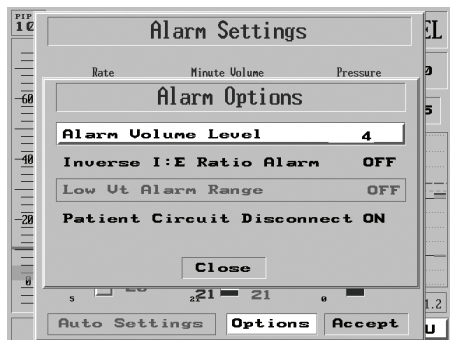 PIP
Alarm Settings
EL
Rate Minute Volume Pressure
60
Alarm Options
5
Alarm Volume Level 4
40
Inverse I:E Ratio Alarm OFF
Low Vt Alarm Range OFF
20
Patient Circuit Disconnect ON
Close
0
5 21 21 0
1.2
Auto Settings Options Accept
U